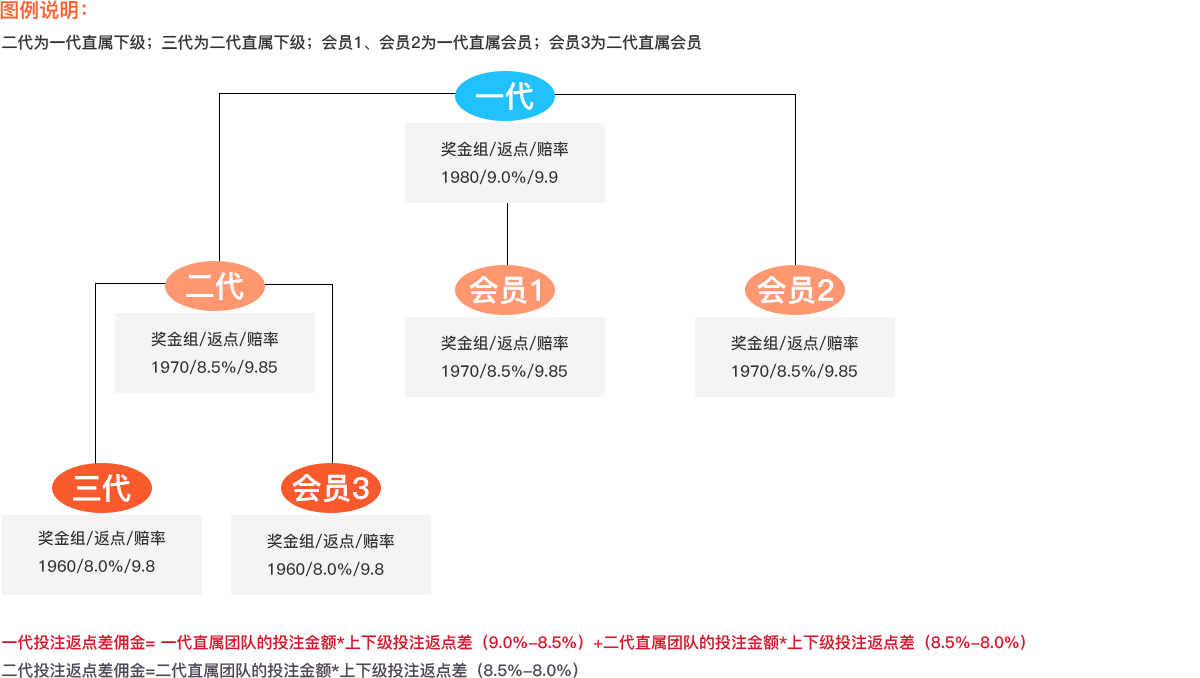 图例说明：
二代为一代直属下级；三代为二代直属下级；会员1、会员2为一代直属会员；会员3为二代直属会员
一代
奖金组/返点/赔率
1980/9.0%/9.9
二代
奖金组/返点/赔率
1970/8.5%/9.85
会员1
奖金组/返点/赔率
1970/8.5%/9.85
会员2
奖金组/返点/赔率
1970/8.5%/9.85
三代
奖金组/返点/赔率
1960/8.0%/9.8
会员3
奖金组/返点/赔率
1960/8.0%/9.8
一代投注返点差佣金= 一代直属团队的投注金额*上下级投注返点差（9.0%-8.5%）+二代直属团队的投注金额*上下级投注返点差（8.5%-8.0%）
二代投注返点差佣金=二代直属团队的投注金额*上下级投注返点差（8.5%-8.0%）